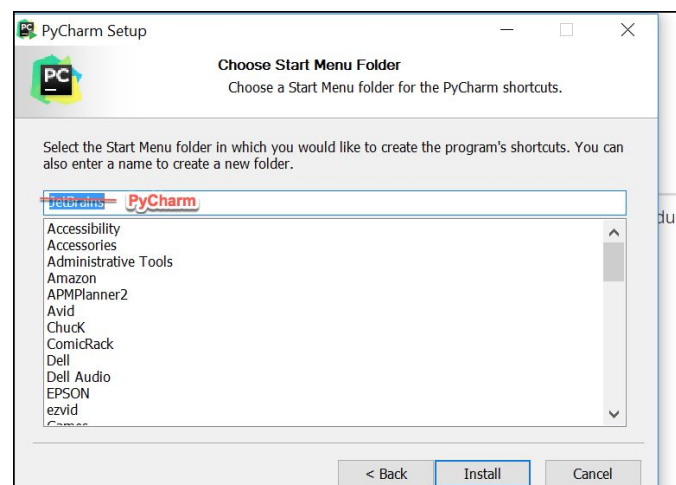 PyCharm Setup
PC
Choose Start Menu Folder
Choose a Start Menu folder for the PyCharm shortcuts.
Select the Start Menu folder in which you would like to create the program's shortcuts. You can
also enter a name to create a new folder.
JetBrains PyCharm
Accessibility
Accessories
Administrative Tools
Amazon
APMPlanner2
Avid
ChucK
ComicRack
Dell
Dell Audio
EPSON
ezvid
Games
du
< Back Install Cancel